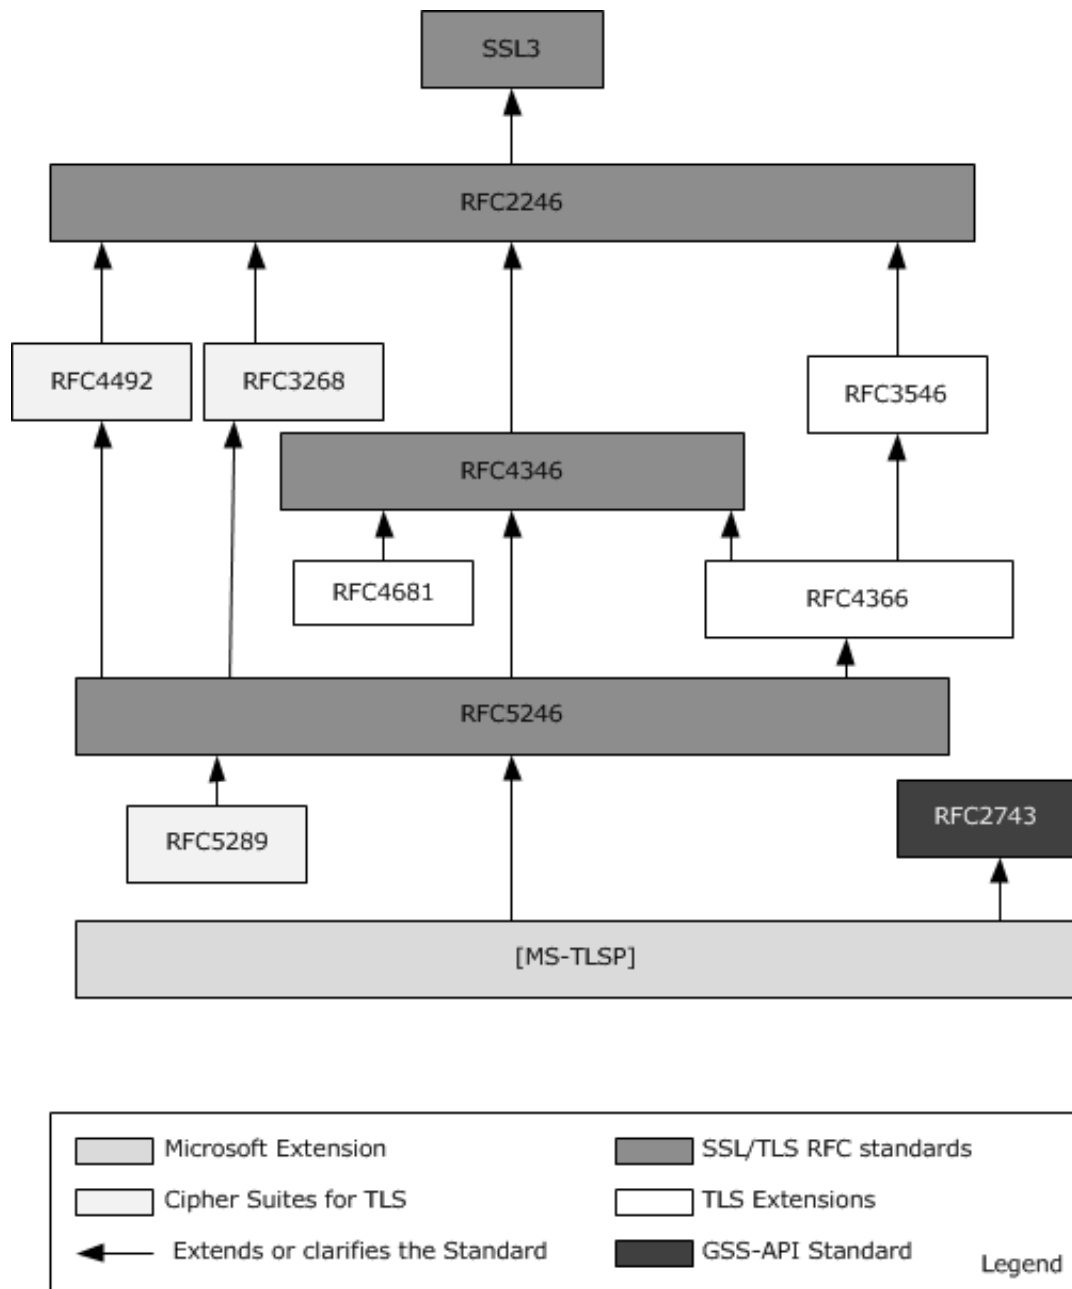 SSL3
RFC2246
RFC4492
RFC3268
RFC3546
RFC4346
RFC4681
RFC4366
RFC5246
RFC2743
RFC5289
[MS-TLSP]
Microsoft Extension
SSL/TLS RFC standards
Cipher Suites for TLS
TLS Extensions
Extends or clarifies the Standard
GSS-API Standard
Legend